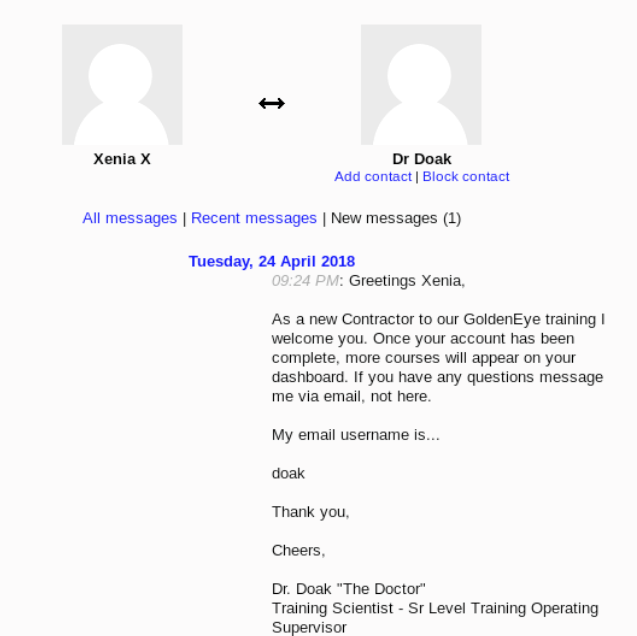 Xenia X
Dr Doak
Add contact | Block contact
All messages | Recent messages | New messages (1)
Tuesday, 24 April 2018
09:24 PM: Greetings Xenia,
As a new Contractor to our GoldenEye training I
welcome you. Once your account has been
complete, more courses will appear on your
dashboard. If you have any questions message
me via email, not here.
My email username is...
doak
Thank you,
Cheers,
Dr. Doak "The Doctor"
Training Scientist - Sr Level Training Operating
Supervisor